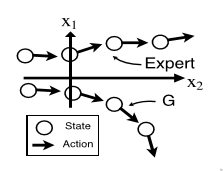 x₁
Expert
x₂
G
State
Action